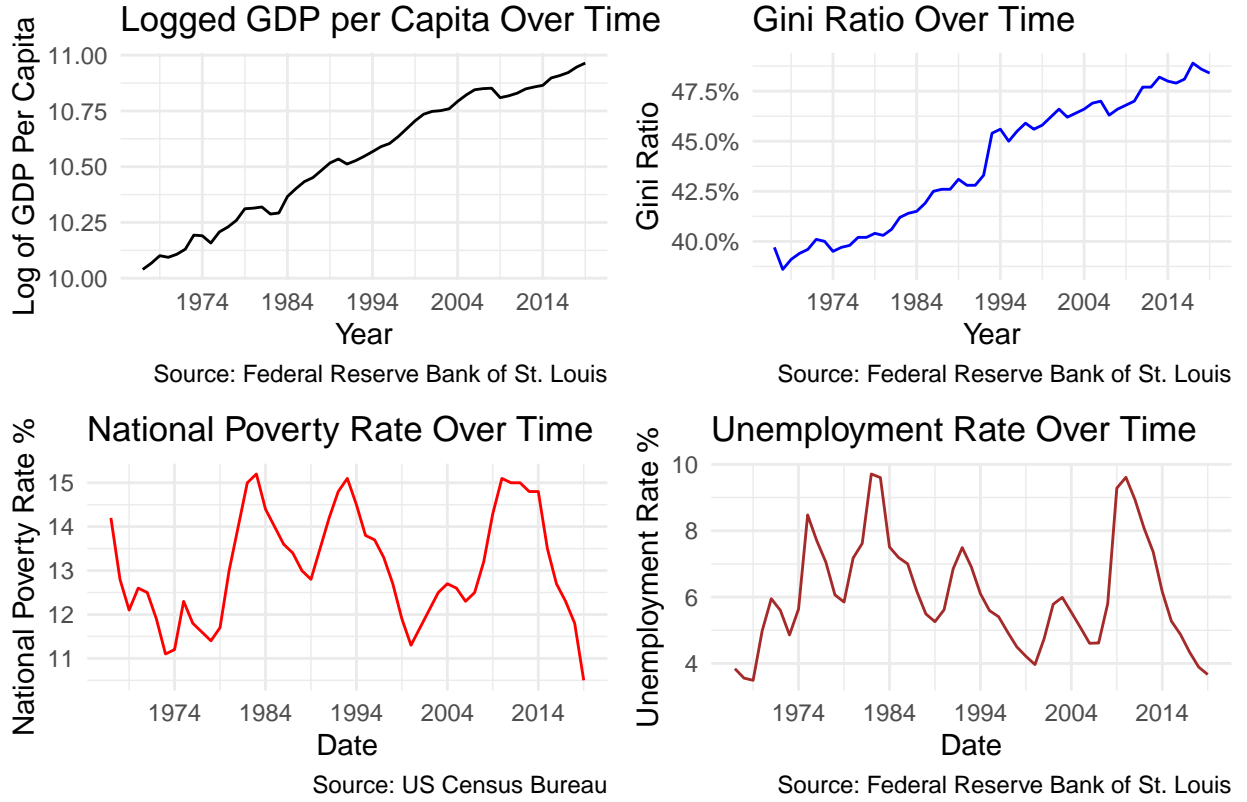 Logged GDP per Capita Over Time
Log of GDP Per Capita
11.00
10.75
10.50
10.25
10.00
1974 1984 1994 2004 2014
Year
Source: Federal Reserve Bank of St. Louis
Gini Ratio Over Time
Gini Ratio
47.5%
45.0%
42.5%
40.0%
1974 1984 1994 2004 2014
Year
Source: Federal Reserve Bank of St. Louis
National Poverty Rate Over Time
National Poverty Rate %
15
14
13
12
11
1974 1984 1994 2004 2014
Date
Source: US Census Bureau
Unemployment Rate Over Time
Unemployment Rate %
10
8
6
4
1974 1984 1994 2004 2014
Date
Source: Federal Reserve Bank of St. Louis